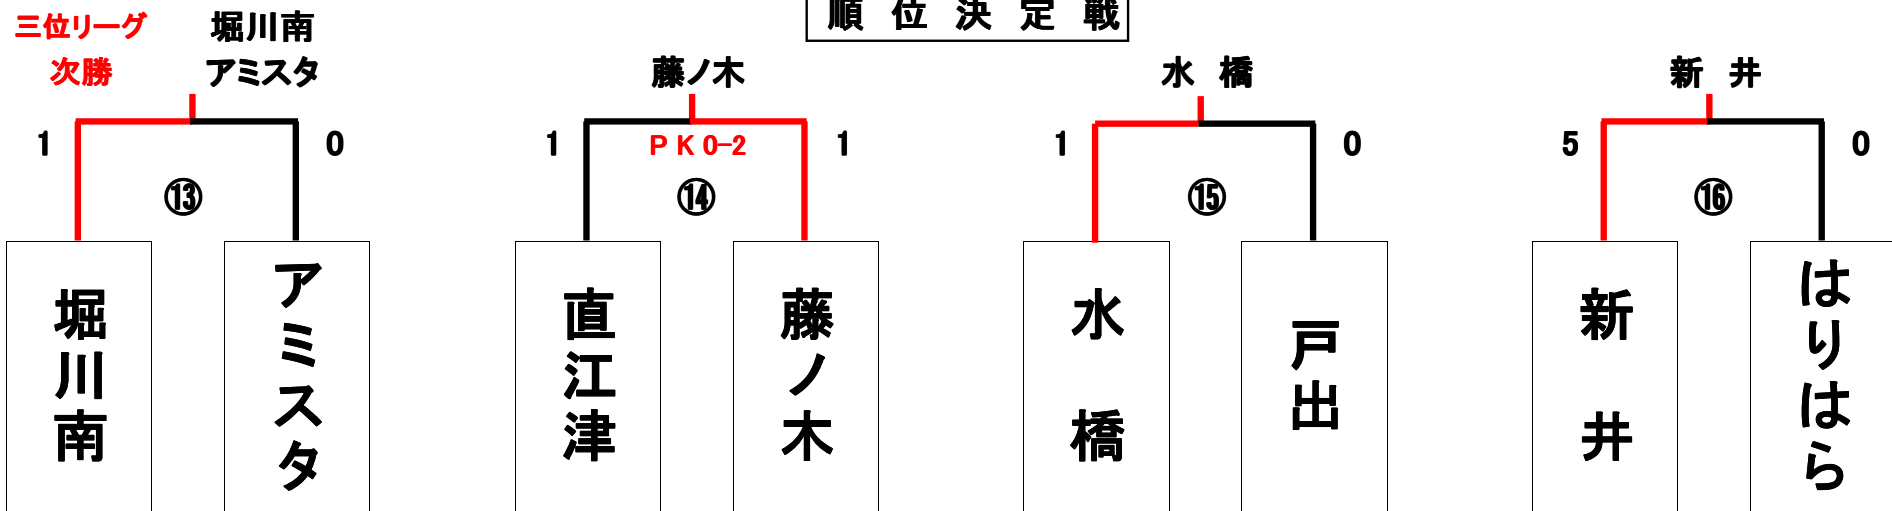 順位決定戦
三位リーグ 堀川南
次勝 アミスタ
藤ノ木
水橋
新井
1 0
1 PK0-2 1
1 0
5 0
⑬ ⑭ ⑮ ⑯
堀川南
アミスタ
直江津
藤ノ木
水橋
戸出
新井
はりはら